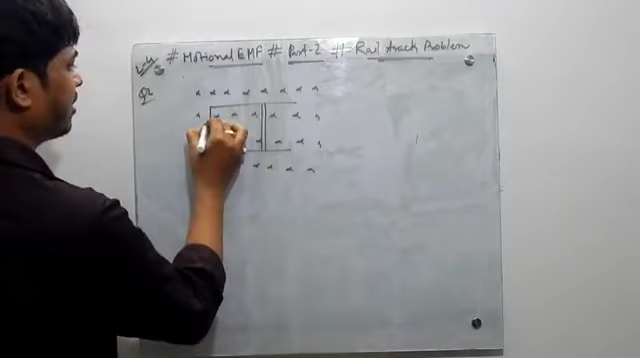 # Motional EMF # Part-2 # Rail track Problem
x x x x x x x x
x x x x x x x
x x x x
x x x x